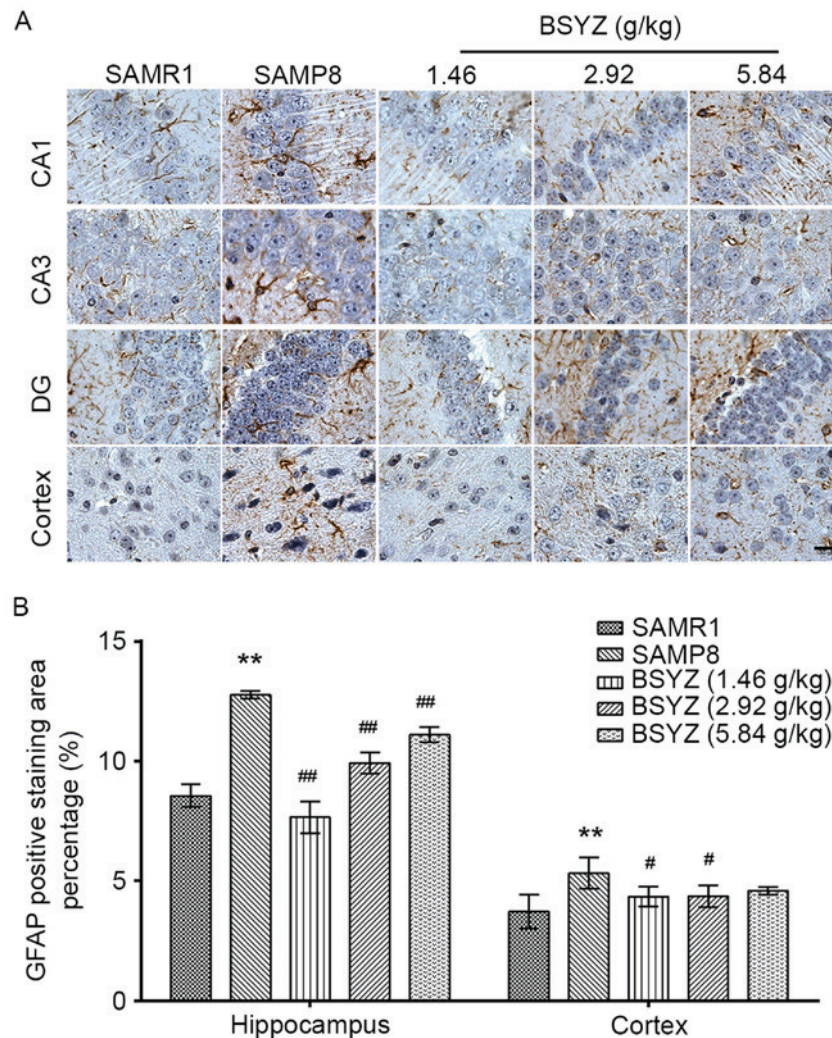 A
BSYZ (g/kg)
SAMR1 SAMP8 1.46 2.92 5.84
CA1
CA3
DG
Cortex
B
15
10
5
0
GFAP positive staining area
percentage (%)
**
##
##
##
**
#
#
SAMR1
SAMP8
BSYZ (1.46 g/kg)
BSYZ (2.92 g/kg)
BSYZ (5.84 g/kg)
Hippocampus Cortex